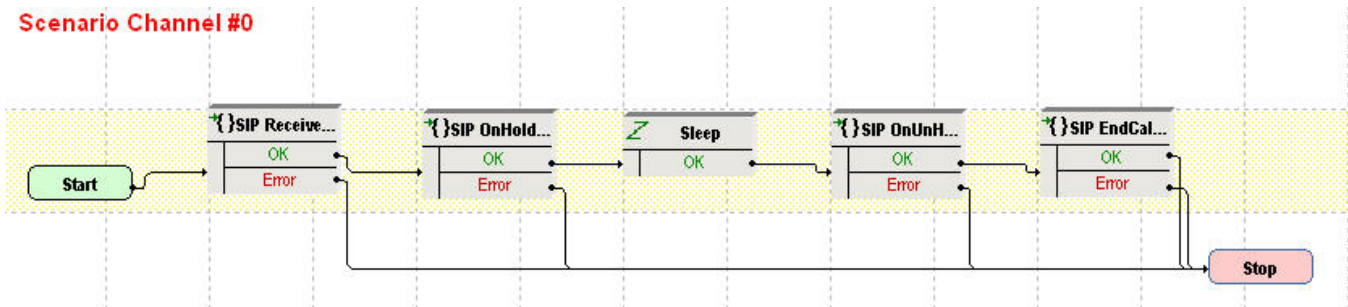 Scenario Channel #0
{}SIP Receive...
OK
Error
{}SIP OnHold...
OK
Error
Z Sleep
OK
{}SIP OnUnH...
OK
Error
{}SIP EndCal...
OK
Error
Start
Stop